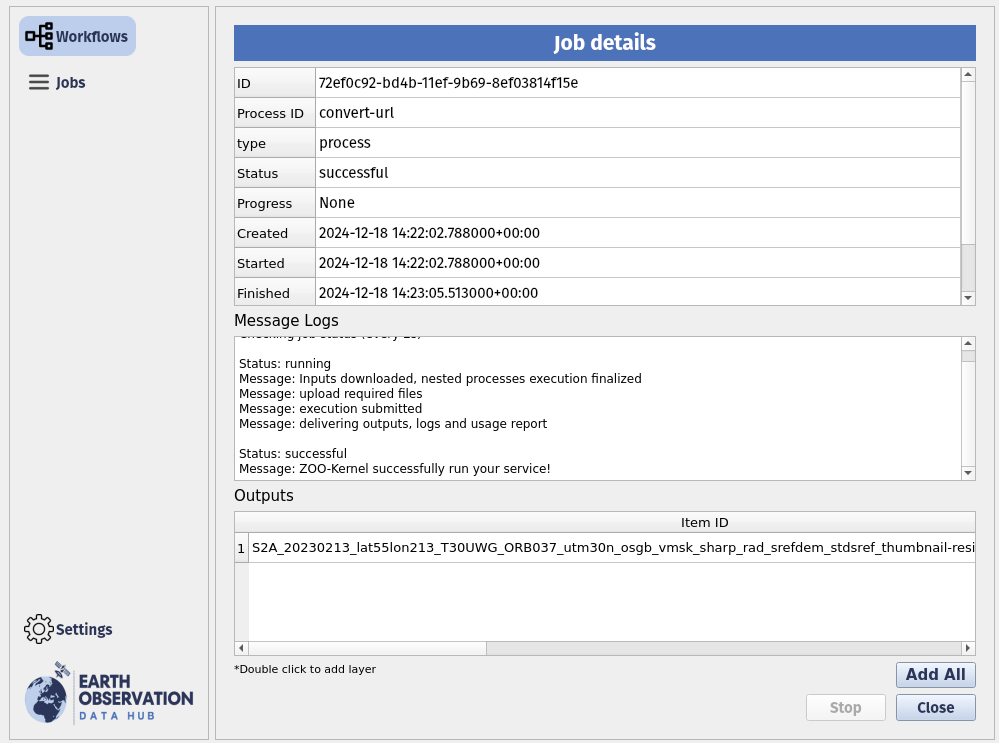 Workflows
Jobs
Settings
EARTH
OBSERVATION
DATA HUB
Job details
ID 72ef0c92-bd4b-11ef-9b69-8ef03814f15e
Process ID convert-url
type process
Status successful
Progress None
Created 2024-12-18 14:22:02.788000+00:00
Started 2024-12-18 14:22:02.788000+00:00
Finished 2024-12-18 14:23:05.513000+00:00
Message Logs
Status: running
Message: Inputs downloaded, nested processes execution finalized
Message: upload required files
Message: execution submitted
Message: delivering outputs, logs and usage report
Status: successful
Message: ZOO-Kernel successfully run your service!
Outputs
Item ID
1 S2A_20230213_lat55lon213_T30UWG_ORB037_utm30n_osgb_vmsk_sharp_rad_srefdem_stdsref_thumbnail-resi
*Double click to add layer
Add All
Stop
Close